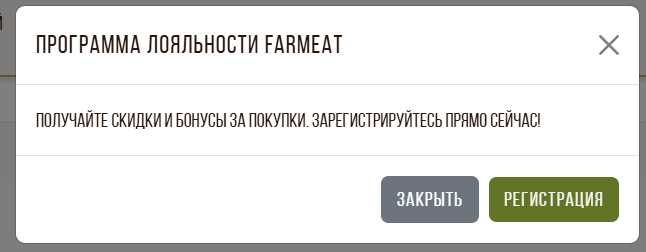 ПРОГРАММА ЛОЯЛЬНОСТИ FARMEAT
ПОЛУЧАЙТЕ СКИДКИ И БОНУСЫ ЗА ПОКУПКИ. ЗАРЕГИСТРИРУЙТЕСЬ ПРЯМО СЕЙЧАС!
ЗАКРЫТЬ
РЕГИСТРАЦИЯ